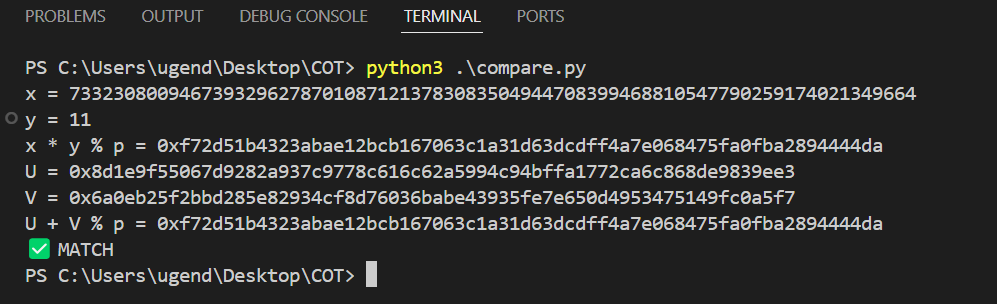 PROBLEMS OUTPUT DEBUG CONSOLE TERMINAL PORTS
PS C:\Users\ugend\Desktop\COT> python3 .\compare.py
x = 73323080094673932962787010871213783083504944708399468810547790259174021349664
y = 11
x * y % p = 0xf72d51b4323abae12bcb167063c1a31d63dcdff4a7e068475fa0fba2894444da
U = 0x8d1e9f55067d9282a937c9778c616c62a5994c94bffa1772ca6c868de9839ee3
V = 0x6a0eb25f2bbd285e82934cf8d76036babe43935fe7e650d4953475149fc0a5f7
U + V % p = 0xf72d51b4323abae12bcb167063c1a31d63dcdff4a7e068475fa0fba2894444da
✅ MATCH
PS C:\Users\ugend\Desktop\COT>